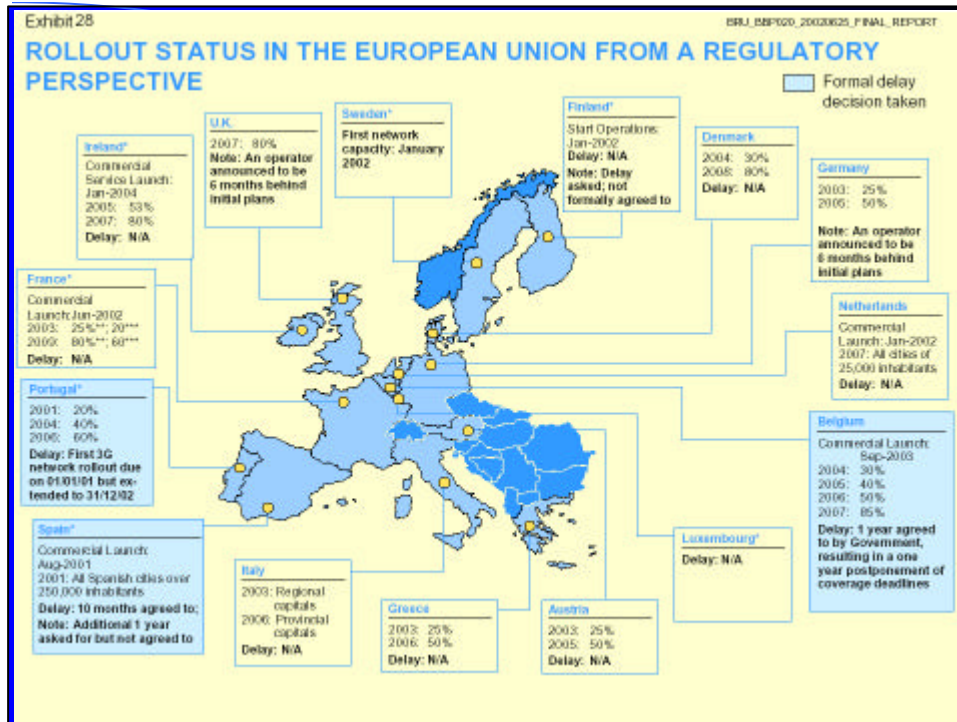 Exhibit 28
BRU_BBP020_20020625_FINAL_REPORT
ROLLOUT STATUS IN THE EUROPEAN UNION FROM A REGULATORY
PERSPECTIVE
Formal delay
decision taken
Ireland*
Commercial
Service Launch:
Jan-2004
2005: 53%
2007: 80%
Delay: N/A
U.K.
2007: 80%
Note: An operator
announced to be
6 months behind
initial plans
Sweden*
First network
capacity: January
2002
Finland*
Start Operations:
Jan-2002
Delay: N/A
Note: Delay
asked; not
formally agreed to
Denmark
2004: 30%
2008: 80%
Delay: N/A
Germany
2003: 25%
2005: 50%
Note: An operator
announced to be
6 months behind
initial plans
France*
Commercial
Launch: Jun-2002
2003: 25%**; 20***
2009: 80%**; 60***
Delay: N/A
Netherlands
Commercial
Launch: Jan-2002
2007: All cities of
25,000 inhabitants
Delay: N/A
Portugal*
2001: 20%
2004: 40%
2006: 60%
Delay: First 3G
network rollout due
on 01/01/01 but ex-
tended to 31/12/02
Belgium
Commercial Launch:
Sep-2003
2004: 30%
2005: 40%
2006: 50%
2007: 85%
Delay: 1 year agreed
to by Government,
resulting in a one
year postponement of
coverage deadlines
Spain*
Commercial Launch:
Aug-2001
2001: All Spanish cities over
250,000 inhabitants
Delay: 10 months agreed to;
Note: Additional 1 year
asked for but not agreed to
Italy
2003: Regional
capitals
2006: Provincial
capitals
Delay: N/A
Greece
2003: 25%
2006: 50%
Delay: N/A
Austria
2003: 25%
2005: 50%
Delay: N/A
Luxembourg*
Delay: N/A